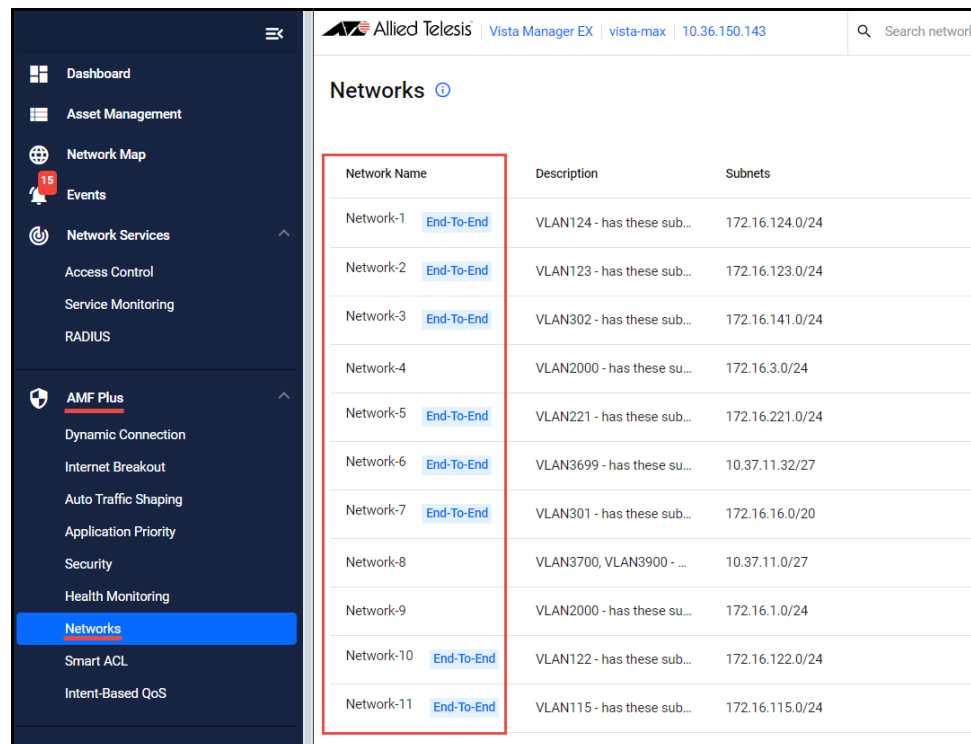 Allied Telesis Vista Manager EX vista-max 10.36.150.143 Search network
Dashboard
Asset Management
Network Map
15
Events
Network Services
Access Control
Service Monitoring
RADIUS
AMF Plus
Dynamic Connection
Internet Breakout
Auto Traffic Shaping
Application Priority
Security
Health Monitoring
Networks
Smart ACL
Intent-Based QoS
Networks
Network Name Description Subnets
Network-1 End-To-End VLAN124 - has these sub... 172.16.124.0/24
Network-2 End-To-End VLAN123 - has these sub... 172.16.123.0/24
Network-3 End-To-End VLAN302 - has these sub... 172.16.141.0/24
Network-4 VLAN2000 - has these su... 172.16.3.0/24
Network-5 End-To-End VLAN221 - has these sub... 172.16.221.0/24
Network-6 End-To-End VLAN3699 - has these su... 10.37.11.32/27
Network-7 End-To-End VLAN301 - has these sub... 172.16.16.0/20
Network-8 VLAN3700, VLAN3900 - ... 10.37.11.0/27
Network-9 VLAN2000 - has these su... 172.16.1.0/24
Network-10 End-To-End VLAN122 - has these sub... 172.16.122.0/24
Network-11 End-To-End VLAN115 - has these sub... 172.16.115.0/24